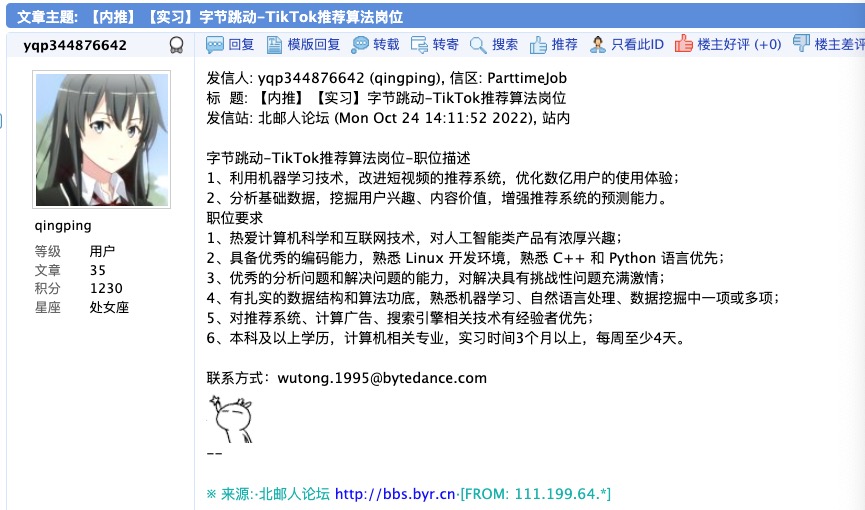 文章主题: 【内推】【实习】字节跳动-TikTok推荐算法岗位
yqp344876642
回复 模版回复 转载 转寄 搜索 推荐 只看此ID 楼主好评 (+0) 楼主差评
发信人: yqp344876642 (qingping), 信区: ParttimeJob
标 题: 【内推】【实习】字节跳动-TikTok推荐算法岗位
发信站: 北邮人论坛 (Mon Oct 24 14:11:52 2022), 站内
字节跳动-TikTok推荐算法岗位-职位描述
1、利用机器学习技术，改进短视频的推荐系统，优化数亿用户的使用体验；
2、分析基础数据，挖掘用户兴趣、内容价值，增强推荐系统的预测能力。
职位要求
1、热爱计算机科学和互联网技术，对人工智能类产品有浓厚兴趣；
2、具备优秀的编码能力，熟悉 Linux 开发环境，熟悉 C++ 和 Python 语言优先；
3、优秀的分析问题和解决问题的能力，对解决具有挑战性问题充满激情；
4、有扎实的数据结构和算法功底，熟悉机器学习、自然语言处理、数据挖掘中一项或多项；
5、对推荐系统、计算广告、搜索引擎相关技术有经验者优先；
6、本科及以上学历，计算机相关专业，实习时间3个月以上，每周至少4天。
联系方式：wutong.1995@bytedance.com
--
※ 来源:·北邮人论坛 http://bbs.byr.cn·[FROM: 111.199.64.*]
qingping
等级 用户
文章 35
积分 1230
星座 处女座